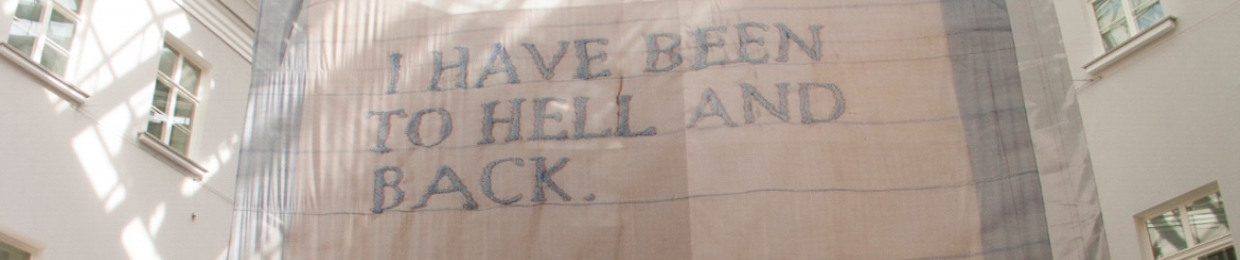 I HAVE BEEN
TO HELL AND
BACK.